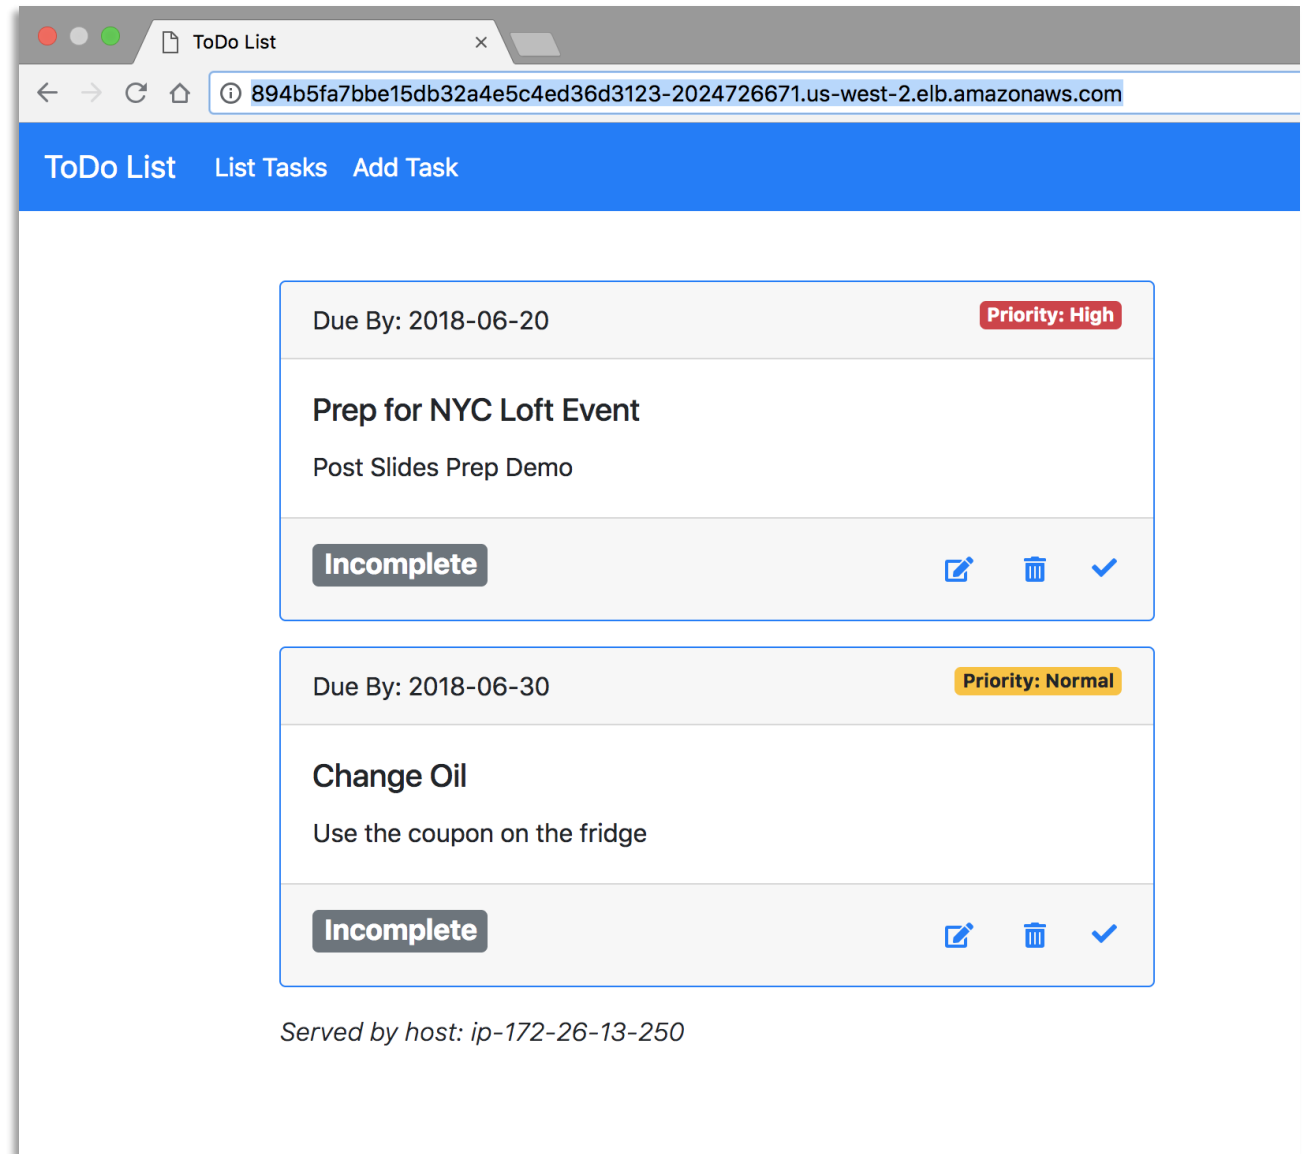 ToDo List
894b5fa7bbe15db32a4e5c4ed36d3123-2024726671.us-west-2.elb.amazonaws.com
ToDo List List Tasks Add Task
Due By: 2018-06-20 Priority: High
Prep for NYC Loft Event
Post Slides Prep Demo
Incomplete
Due By: 2018-06-30 Priority: Normal
Change Oil
Use the coupon on the fridge
Incomplete
Served by host: ip-172-26-13-250